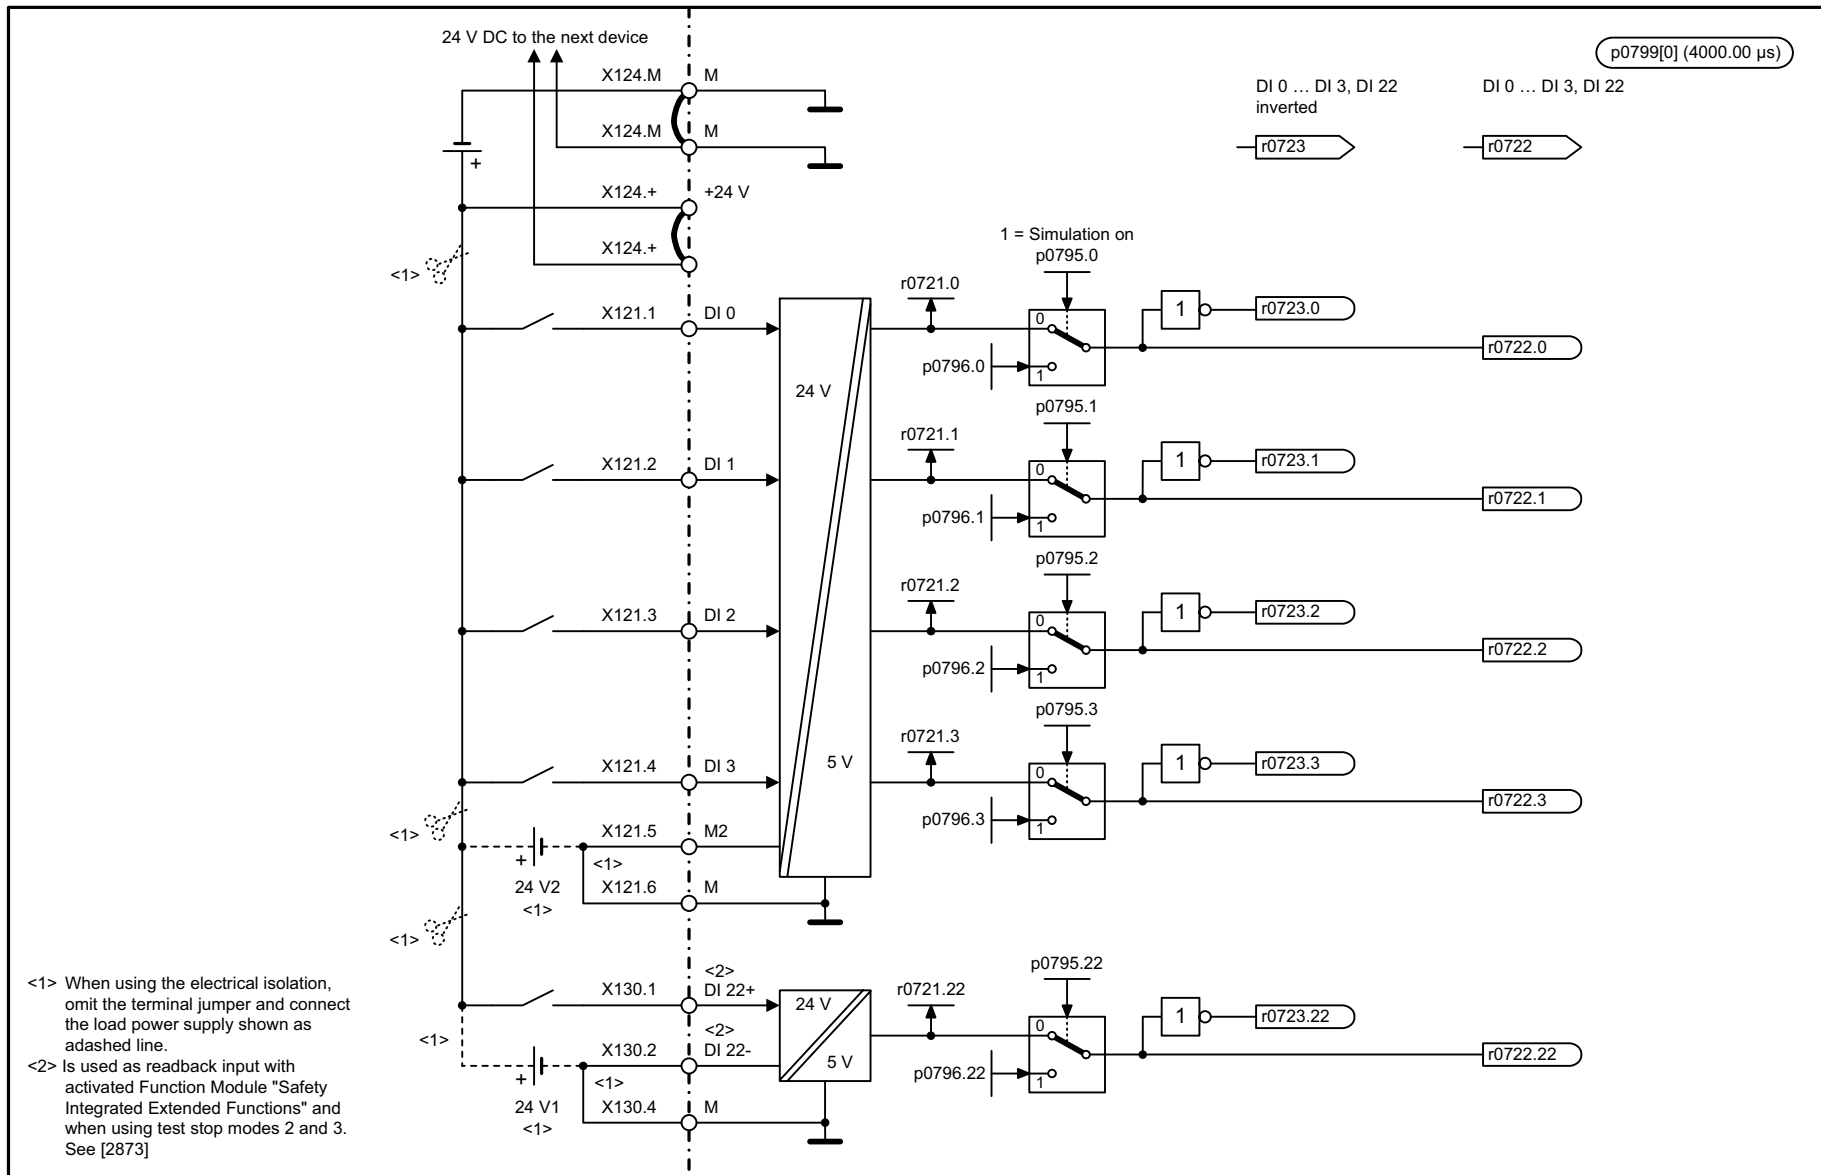 24 V DC to the next device
p0799[0] (4000.00 µs)
X124.M M
DI 0 … DI 3, DI 22
inverted
DI 0 … DI 3, DI 22
X124.M M
r0723
r0722
+
X124.+ +24 V
X124.+
<1>
1 = Simulation on
p0795.0
r0721.0
X121.1 DI 0
0
1
r0723.0
r0722.0
p0796.0
1
24 V
p0795.1
r0721.1
X121.2 DI 1
0
1
r0723.1
r0722.1
p0796.1
1
p0795.2
r0721.2
X121.3 DI 2
0
1
r0723.2
r0722.2
p0796.2
1
p0795.3
r0721.3
X121.4 DI 3
5 V
0
1
r0723.3
r0722.3
p0796.3
1
<1>
X121.5 M2
+
<1>
24 V2
X121.6 M
<1>
<1>
p0795.22
<2>
r0721.22
X130.1 DI 22+
24 V
0
1
r0723.22
<2>
X130.2 DI 22-
5 V
r0722.22
p0796.22
1
<1>
+
<1>
24 V1
X130.4 M
<1>
<1> When using the electrical isolation,
omit the terminal jumper and connect
the load power supply shown as
adashed line.
<2> Is used as readback input with
activated Function Module "Safety
Integrated Extended Functions" and
when using test stop modes 2 and 3.
See [2873]